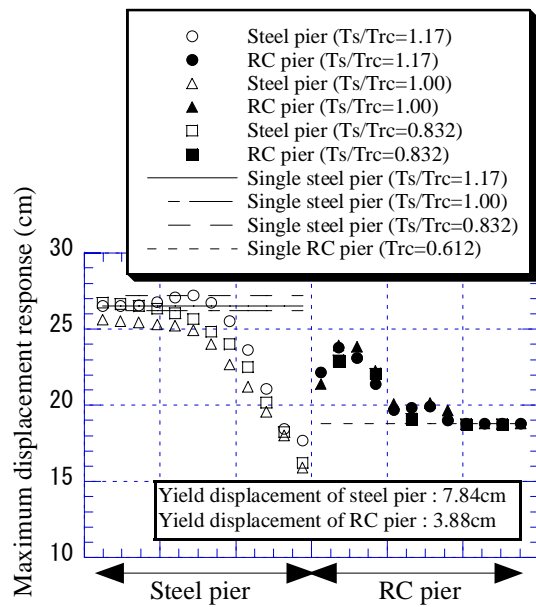 Steel pier (Ts/Trc=1.17)
RC pier (Ts/Trc=1.17)
Steel pier (Ts/Trc=1.00)
RC pier (Ts/Trc=1.00)
Steel pier (Ts/Trc=0.832)
RC pier (Ts/Trc=0.832)
Single steel pier (Ts/Trc=1.17)
Single steel pier (Ts/Trc=1.00)
Single steel pier (Ts/Trc=0.832)
Single RC pier (Trc=0.612)
Maximum displacement response (cm)
30
25
20
15
10
Yield displacement of steel pier : 7.84cm
Yield displacement of RC pier : 3.88cm
Steel pier
RC pier